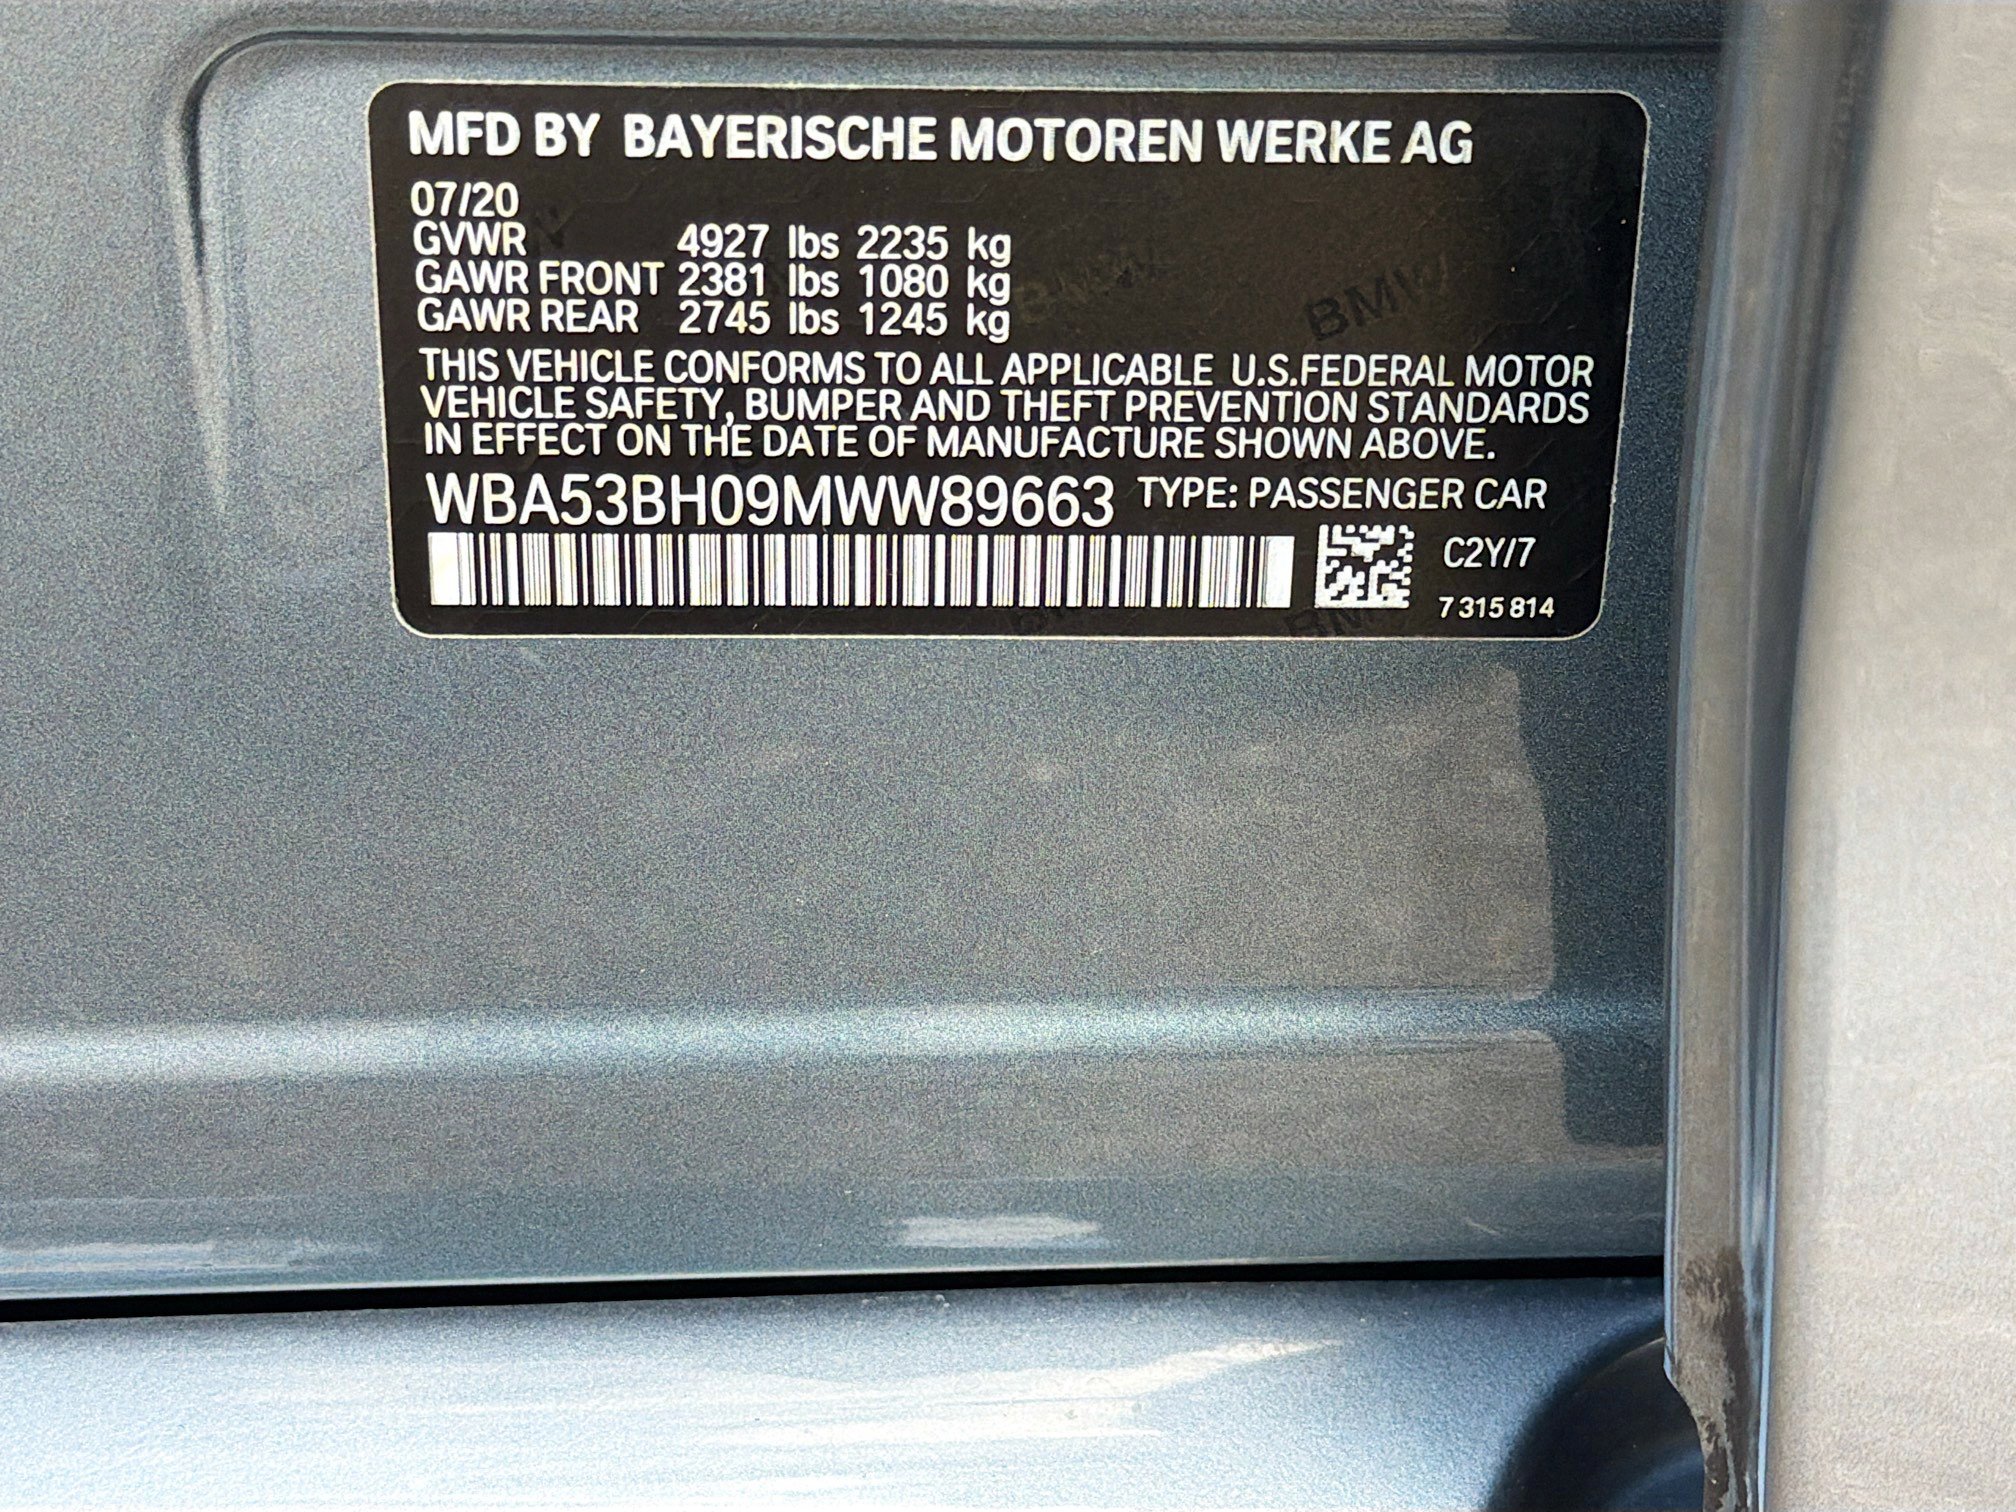 MFD BY BAYERISCHE MOTOREN WERKE AG
07/20
GVWR 4927 lbs 2235 kg
GAWR FRONT 2381 lbs 1080 kg
GAWR REAR 2745 lbs 1245 kg
THIS VEHICLE CONFORMS TO ALL APPLICABLE U.S.FEDERAL MOTOR
VEHICLE SAFETY, BUMPER AND THEFT PREVENTION STANDARDS
IN EFFECT ON THE DATE OF MANUFACTURE SHOWN ABOVE.
WBA53BH09MWW89663 TYPE: PASSENGER CAR
C2Y/7
7 315 814
BMW
BMW